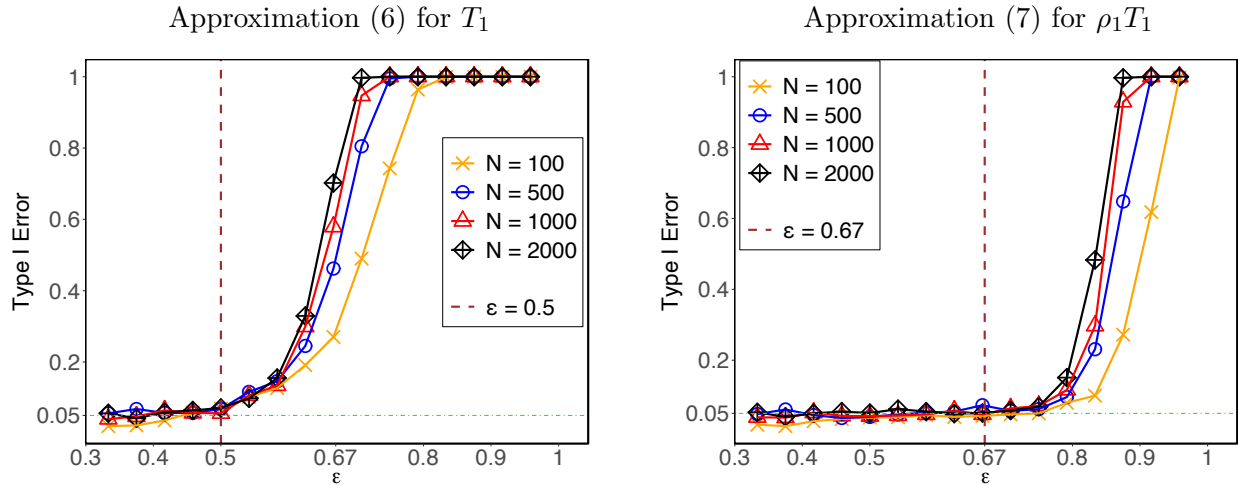 Approximation (6) for T₁
Type I Error
1
0.8
0.6
0.4
0.2
0.05
0.3 0.4 0.5 0.67 0.8 0.9 1
ε
N = 100
N = 500
N = 1000
N = 2000
ε = 0.5
Approximation (7) for ρ₁T₁
Type I Error
1
0.8
0.6
0.4
0.2
0.05
0.3 0.4 0.5 0.67 0.8 0.9 1
ε
N = 100
N = 500
N = 1000
N = 2000
ε = 0.67